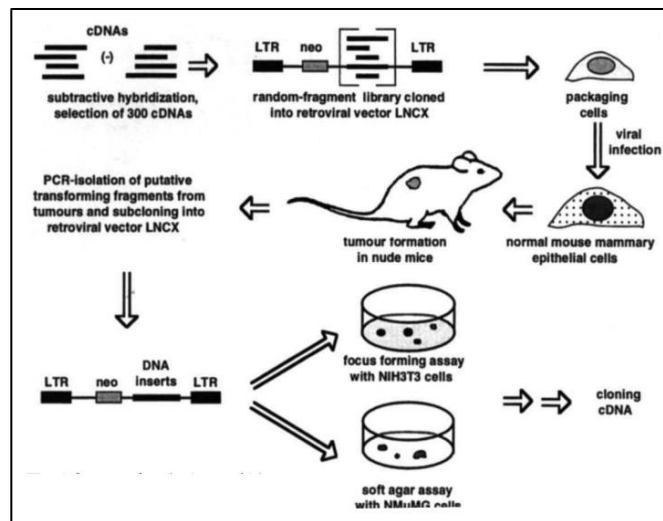 cDNAs
(-)
subtractive hybridization,
selection of 300 cDNAs
LTR neo LTR
random-fragment library cloned
into retroviral vector LNCX
packaging
cells
viral
infection
normal mouse mammary
epithelial cells
tumour formation
in nude mice
PCR-isolation of putative
transforming fragments from
tumours and subcloning into
retroviral vector LNCX
DNA
LTR neo inserts LTR
focus forming assay
with NIH3T3 cells
soft agar assay
with NMuMG cells
cloning
cDNA